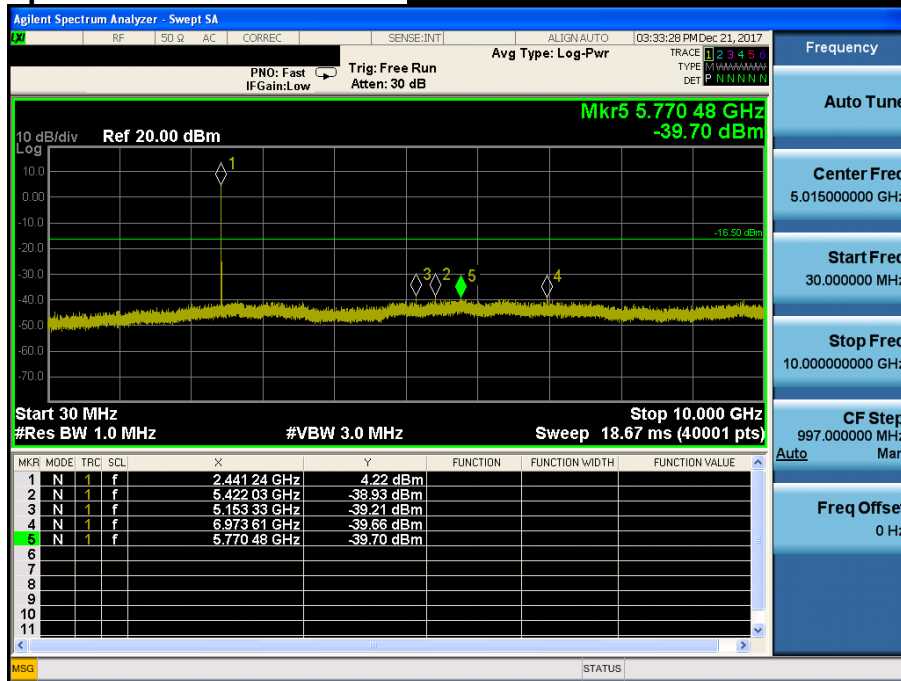 Agilent Spectrum Analyzer - Swept SA
LXI RF 50 Ω AC CORREC SENSE:INT ALIGN AUTO 03:33:28 PM Dec 21, 2017
Frequency
Avg Type: Log-Pwr TRACE 1 2 3 4 5 6
PNO: Fast Trig: Free Run TYPE M WWWWW
IFGain:Low Atten: 30 dB DET P N N N N N
Auto Tune
Mkr5 5.770 48 GHz
10 dB/div Ref 20.00 dBm -39.70 dBm
Log
10.0
0.00
-10.0
-20.0
-30.0
-40.0
-50.0
-60.0
-70.0
1
-16.50 dBm
3 2 5 4
Center Freq
5.015000000 GHz
Start Freq
30.000000 MHz
Stop Freq
10.000000000 GHz
Start 30 MHz Stop 10.000 GHz
#Res BW 1.0 MHz #VBW 3.0 MHz Sweep 18.67 ms (40001 pts)
CF Step
997.000000 MHz
Auto Man
MKR MODE TRC SCL X Y FUNCTION FUNCTION WIDTH FUNCTION VALUE
1 N 1 f 2.441 24 GHz 4.22 dBm
2 N 1 f 5.422 03 GHz -38.93 dBm
3 N 1 f 5.153 33 GHz -39.21 dBm
4 N 1 f 6.973 61 GHz -39.66 dBm
5 N 1 f 5.770 48 GHz -39.70 dBm
6
7
8
9
10
11
Freq Offset
0 Hz
MSG STATUS